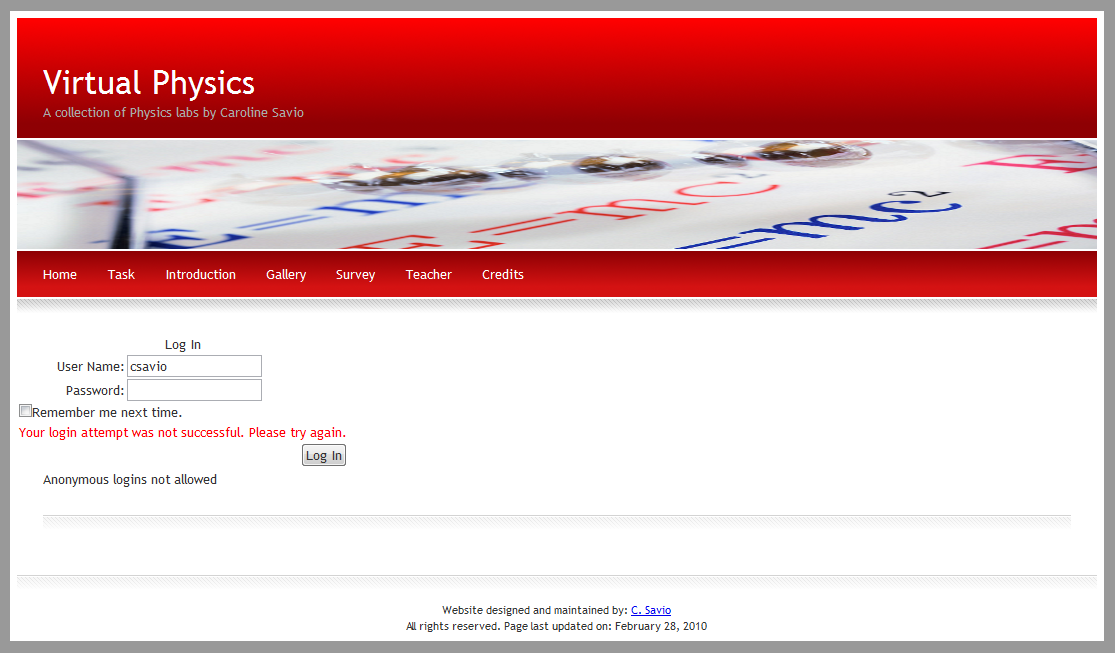 Virtual Physics
A collection of Physics labs by Caroline Savio
E=mc
E=mc
E=mc2
Home Task Introduction Gallery Survey Teacher Credits
Log In
User Name: csavio
Password:
Remember me next time.
Your login attempt was not successful. Please try again.
Log In
Anonymous logins not allowed
Website designed and maintained by: C. Savio
All rights reserved. Page last updated on: February 28, 2010